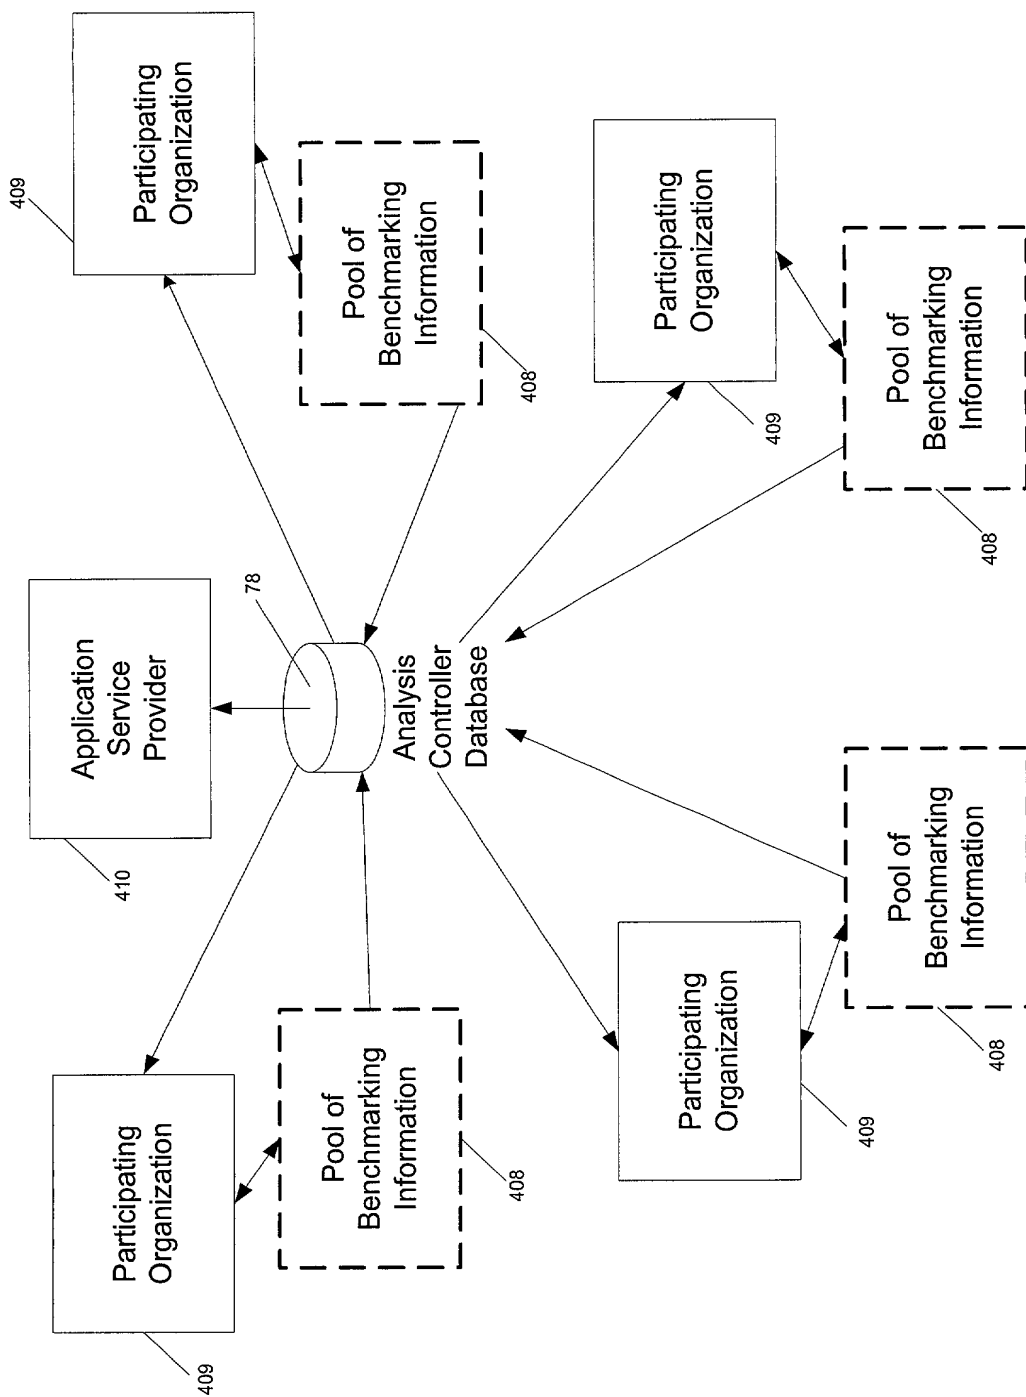 409
Participating
Organization
410
Application
Service
Provider
409
Participating
Organization
78
Pool of
Benchmarking
Information
408
Analysis
Controller
Database
Pool of
Benchmarking
Information
408
Participating
Organization
409
Participating
Organization
409
Pool of
Benchmarking
Information
408
Pool of
Benchmarking
Information
408